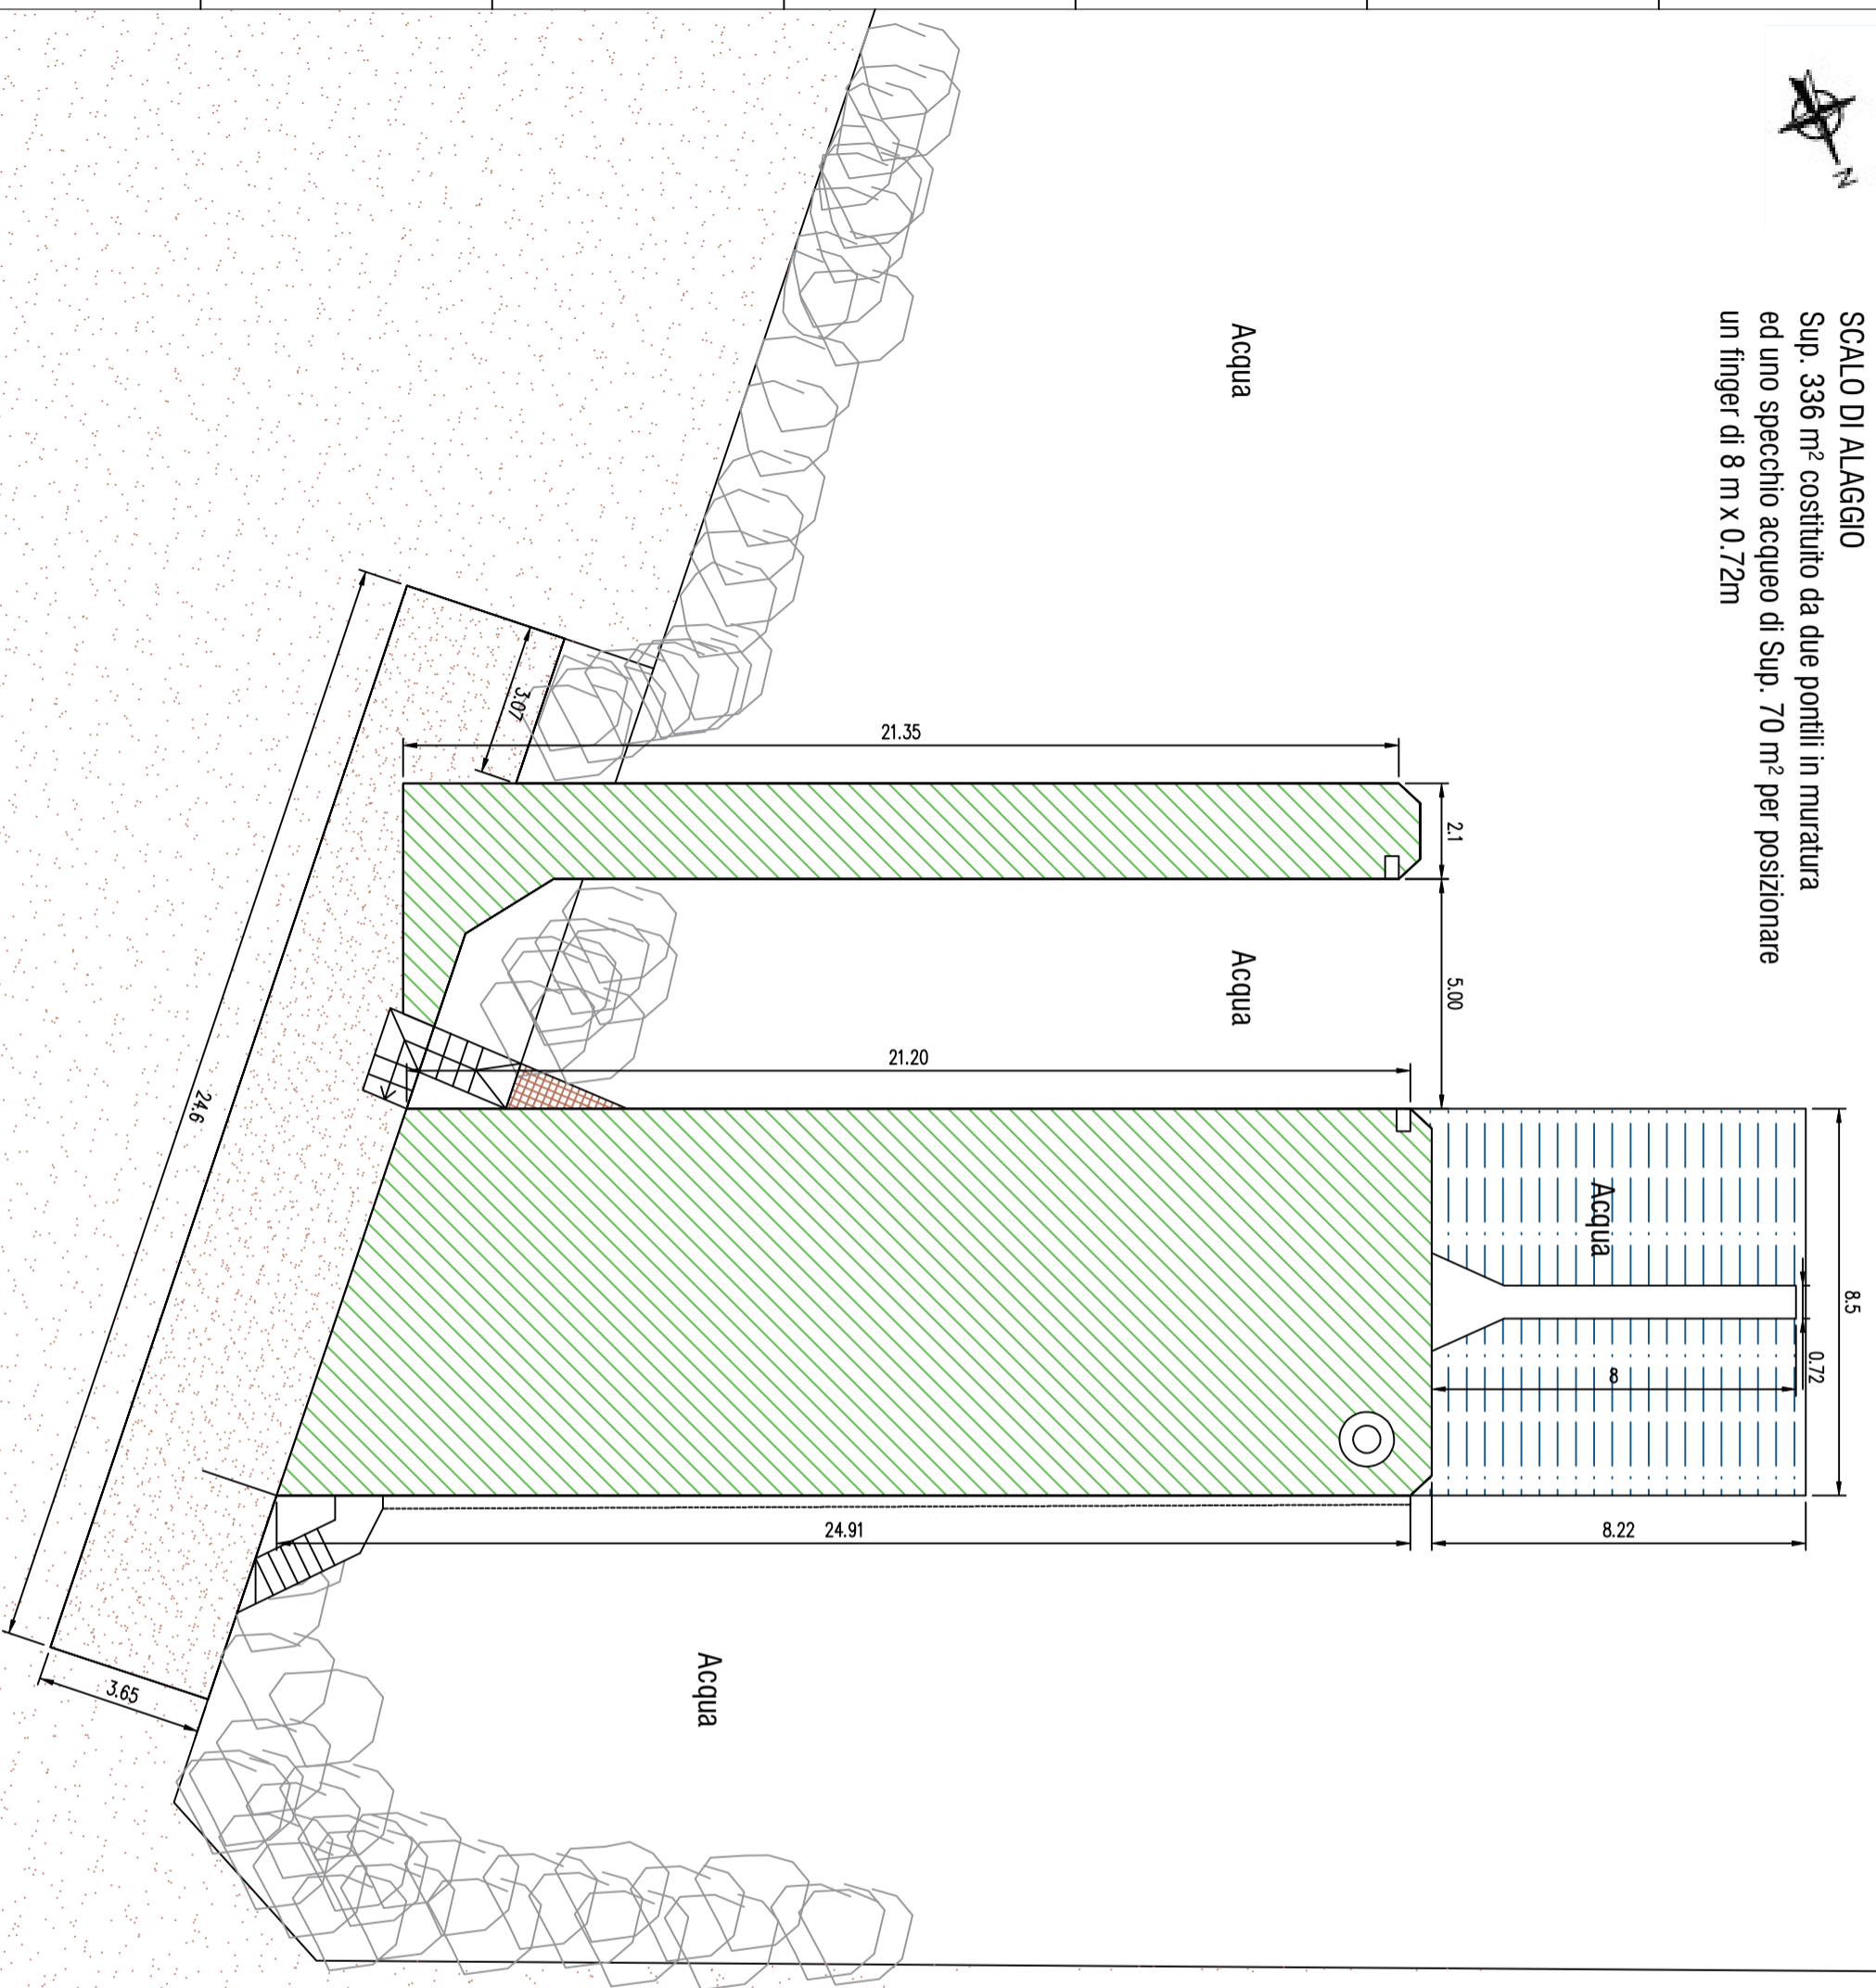 SCALO DI ALAGGIO
Sup. 336 m² costituito da due pontili in muratura
ed uno specchio acqueo di Sup. 70 m² per posizionare
un finger di 8 m x 0.72m
N
Acqua
3.07
21.35
2.1
5.00
Acqua
21.20
24.6
Acqua
8.5
0.72
8
24.91
8.22
3.65
Acqua